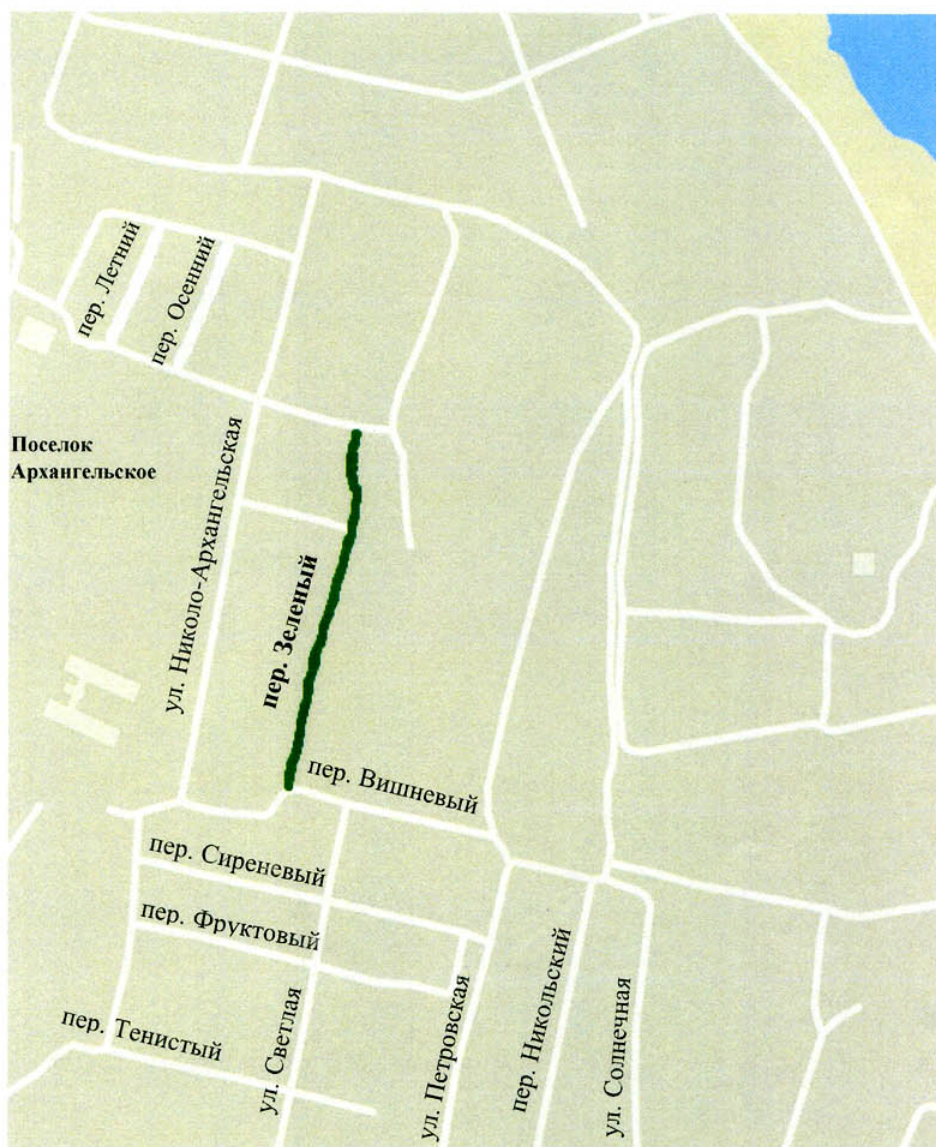 пер. Летний
пер. Осенний
Поселок
Архангельское
ул. Николо-Архангельская
пер. Зеленый
пер. Вишневый
пер. Сиреневый
пер. Фруктовый
пер. Тенистый
ул. Светлая
ул. Петровская
пер. Никольский
ул. Солнечная